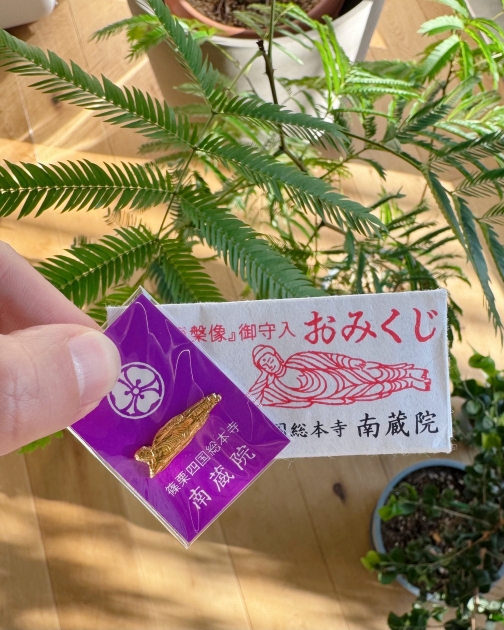 槃像』御守入 おみくじ
国総本寺 南蔵院
篠栗四国総本寺
南蔵院